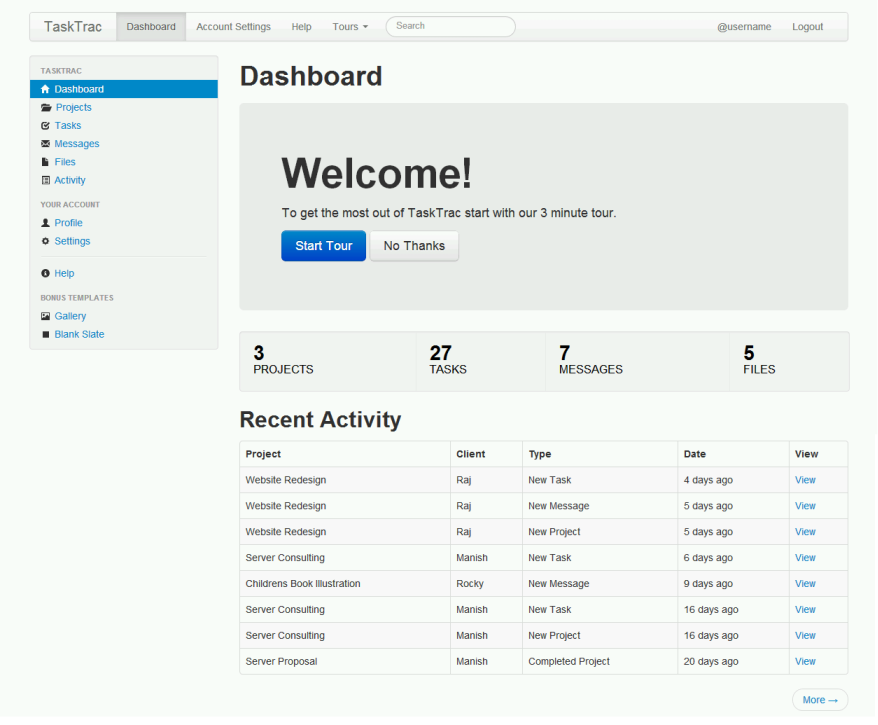 TaskTrac Dashboard Account Settings Help Tours Search @username Logout
TASKTRAC
Dashboard
Projects
Tasks
Messages
Files
Activity
YOUR ACCOUNT
Profile
Settings
Help
BONUS TEMPLATES
Gallery
Blank Slate
Dashboard
Welcome!
To get the most out of TaskTrac start with our 3 minute tour.
Start Tour No Thanks
3 27 7 5
PROJECTS TASKS MESSAGES FILES
Recent Activity
Project Client Type Date View
Website Redesign Raj New Task 4 days ago View
Website Redesign Raj New Message 5 days ago View
Website Redesign Raj New Project 5 days ago View
Server Consulting Manish New Task 6 days ago View
Childrens Book Illustration Rocky New Message 9 days ago View
Server Consulting Manish New Task 16 days ago View
Server Consulting Manish New Project 16 days ago View
Server Proposal Manish Completed Project 20 days ago View
More →